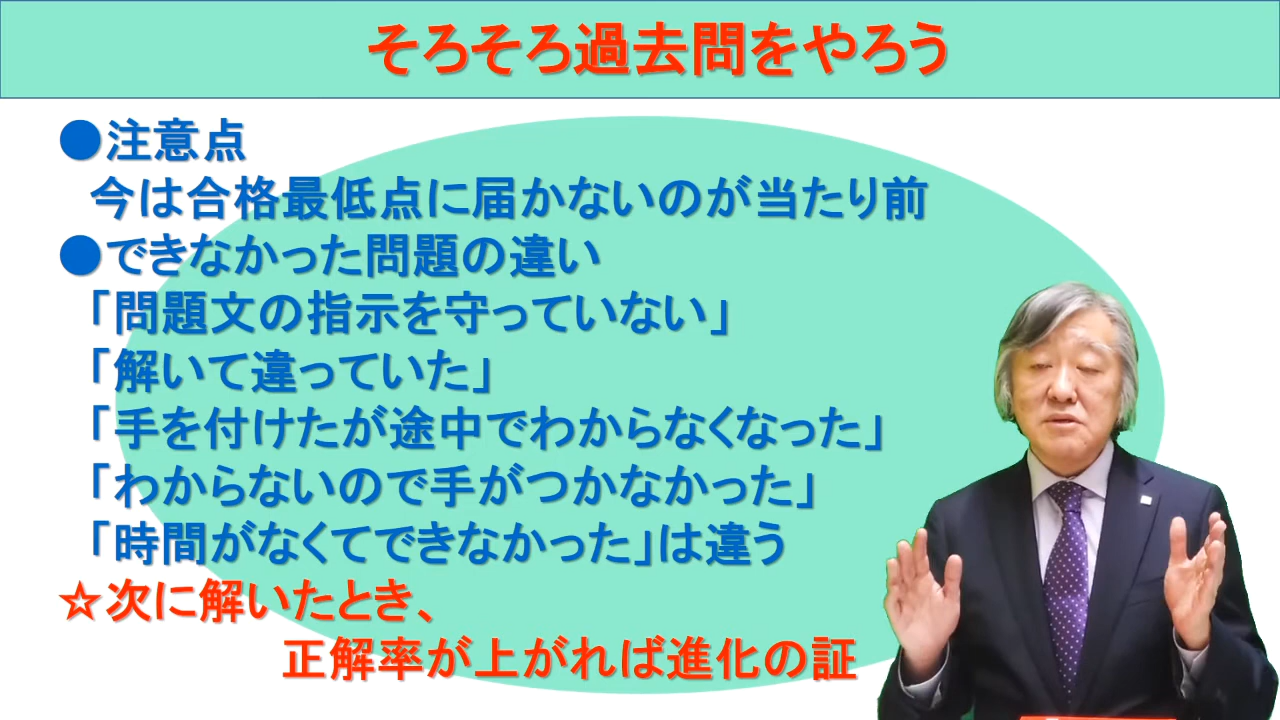 そろそろ過去問をやろう
●注意点
今は合格最低点に届かないのが当たり前
●できなかった問題の違い
「問題文の指示を守っていない」
「解いて違っていた」
「手を付けたが途中でわからなくなった」
「わからないので手がつかなかった」
「時間がなくてできなかった」は違う
☆次に解いたとき、
正解率が上がれば進化の証